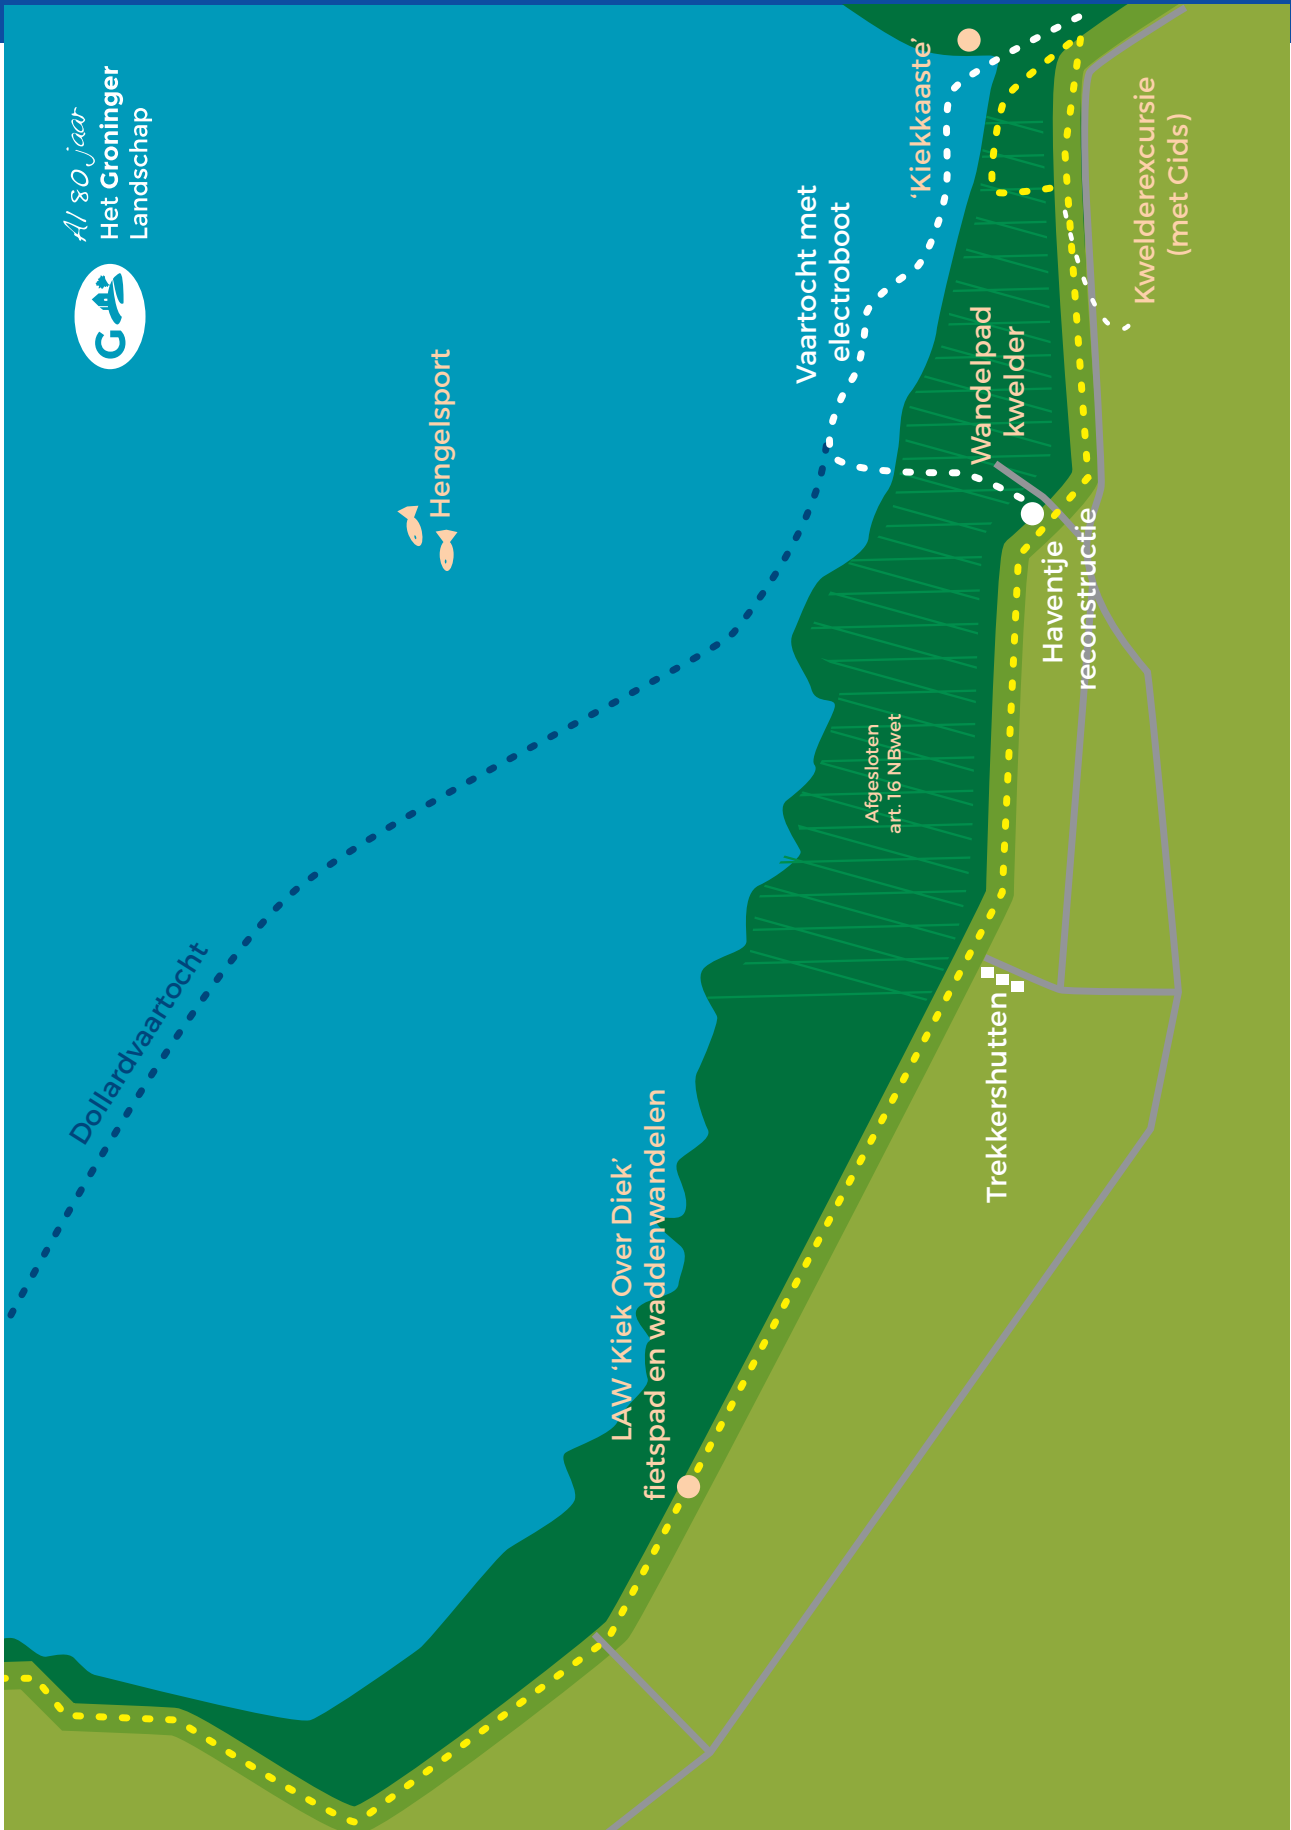 Al 80 jaar
Het Groninger
Landschap
G
Hengelsport
Dollardvaartocht
Vaartocht met
electroboot
‘Kiekkaaste’
Wandelpad
kwelder
Kwelderexcursie
(met Gids)
Haventje
reconstructie
Afgesloten
art. 16 NBwet
Trekkershutten
LAW ‘Kiek Over Diek’
fietspad en waddenwandelen